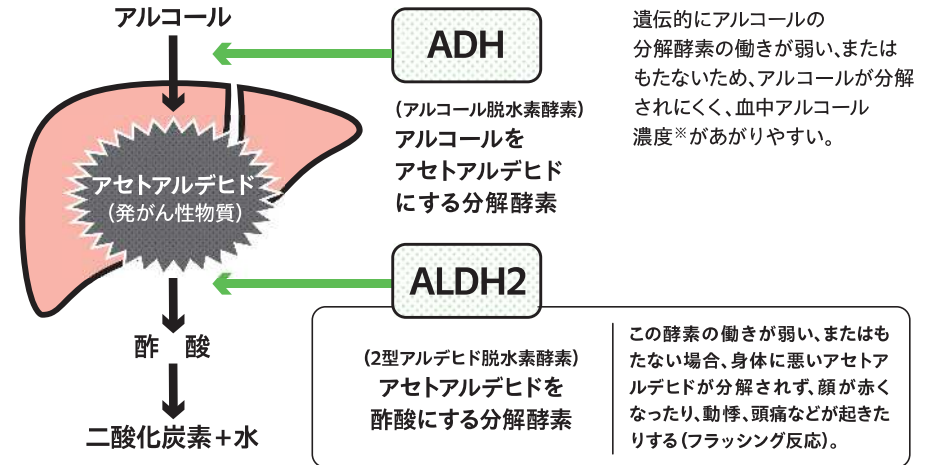 アルコール
ADH
（アルコール脱水素酵素）
アルコールを
アセトアルデヒド
にする分解酵素
遺伝的にアルコールの
分解酵素の働きが弱い、または
もたないため、アルコールが分解
されにくく、血中アルコール
濃度※があがりやすい。
アセトアルデヒド
（発がん性物質）
ALDH2
（2型アルデヒド脱水素酵素）
アセトアルデヒドを
酢酸にする分解酵素
この酵素の働きが弱い、またはも
たない場合、身体に悪いアセトア
ルデヒドが分解されず、顔が赤く
なったり、動悸、頭痛などが起きた
りする（フラッシング反応）。
酢　酸
二酸化炭素＋水